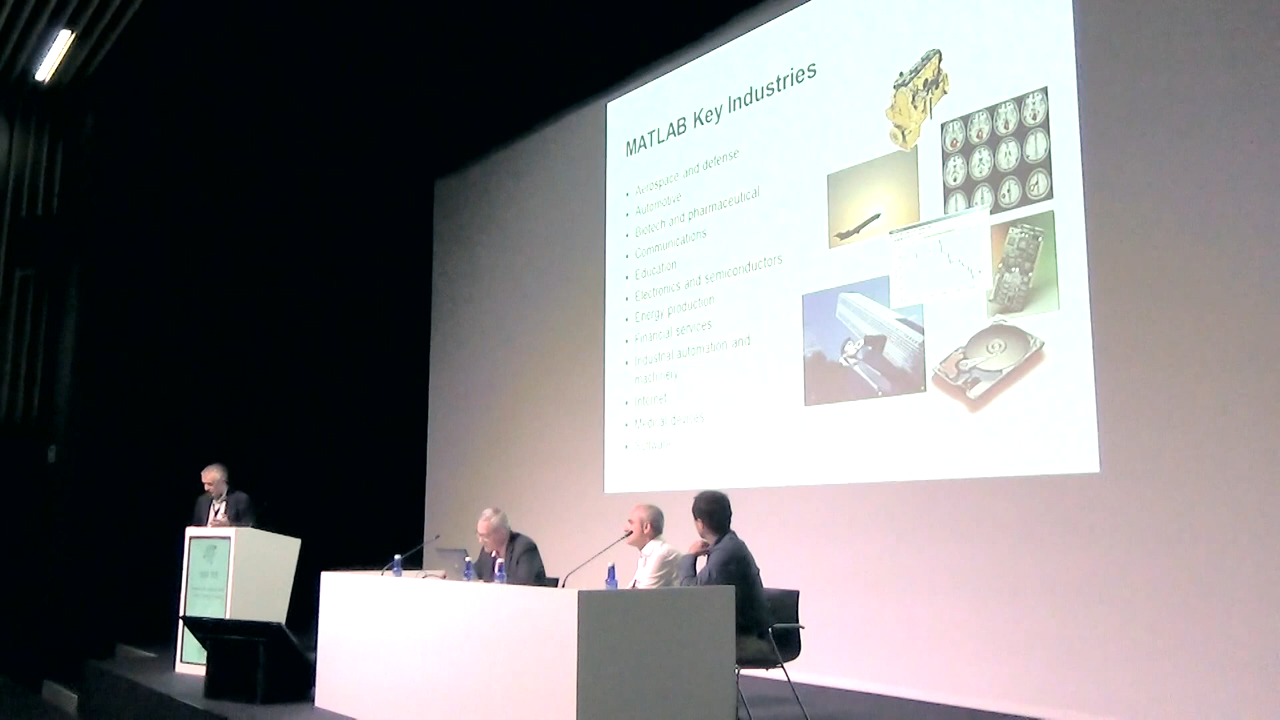 MATLAB Key Industries
• Aerospace and defense
• Automotive
• Biotech and pharmaceutical
• Communications
• Education
• Electronics and semiconductors
• Energy production
• Financial services
• Industrial automation and
machinery
• Internet
• Medical devices
• Software